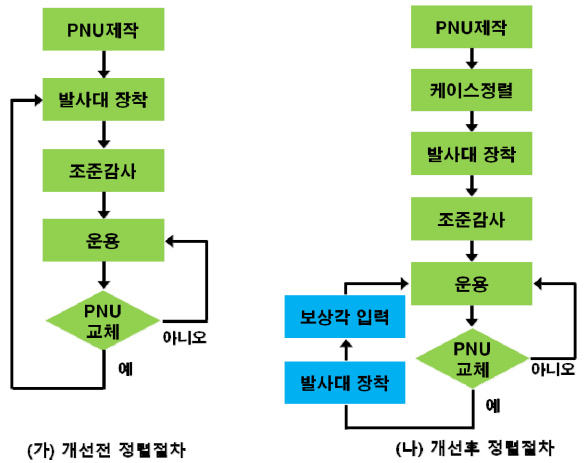 PNU제작
발사대 장착
조준감사
운용
PNU
교체
아니오
예
(가) 개선전 정렬절차
PNU제작
케이스정렬
발사대 장착
조준감사
운용
보상각 입력
발사대 장착
PNU
교체
아니오
예
(나) 개선후 정렬절차